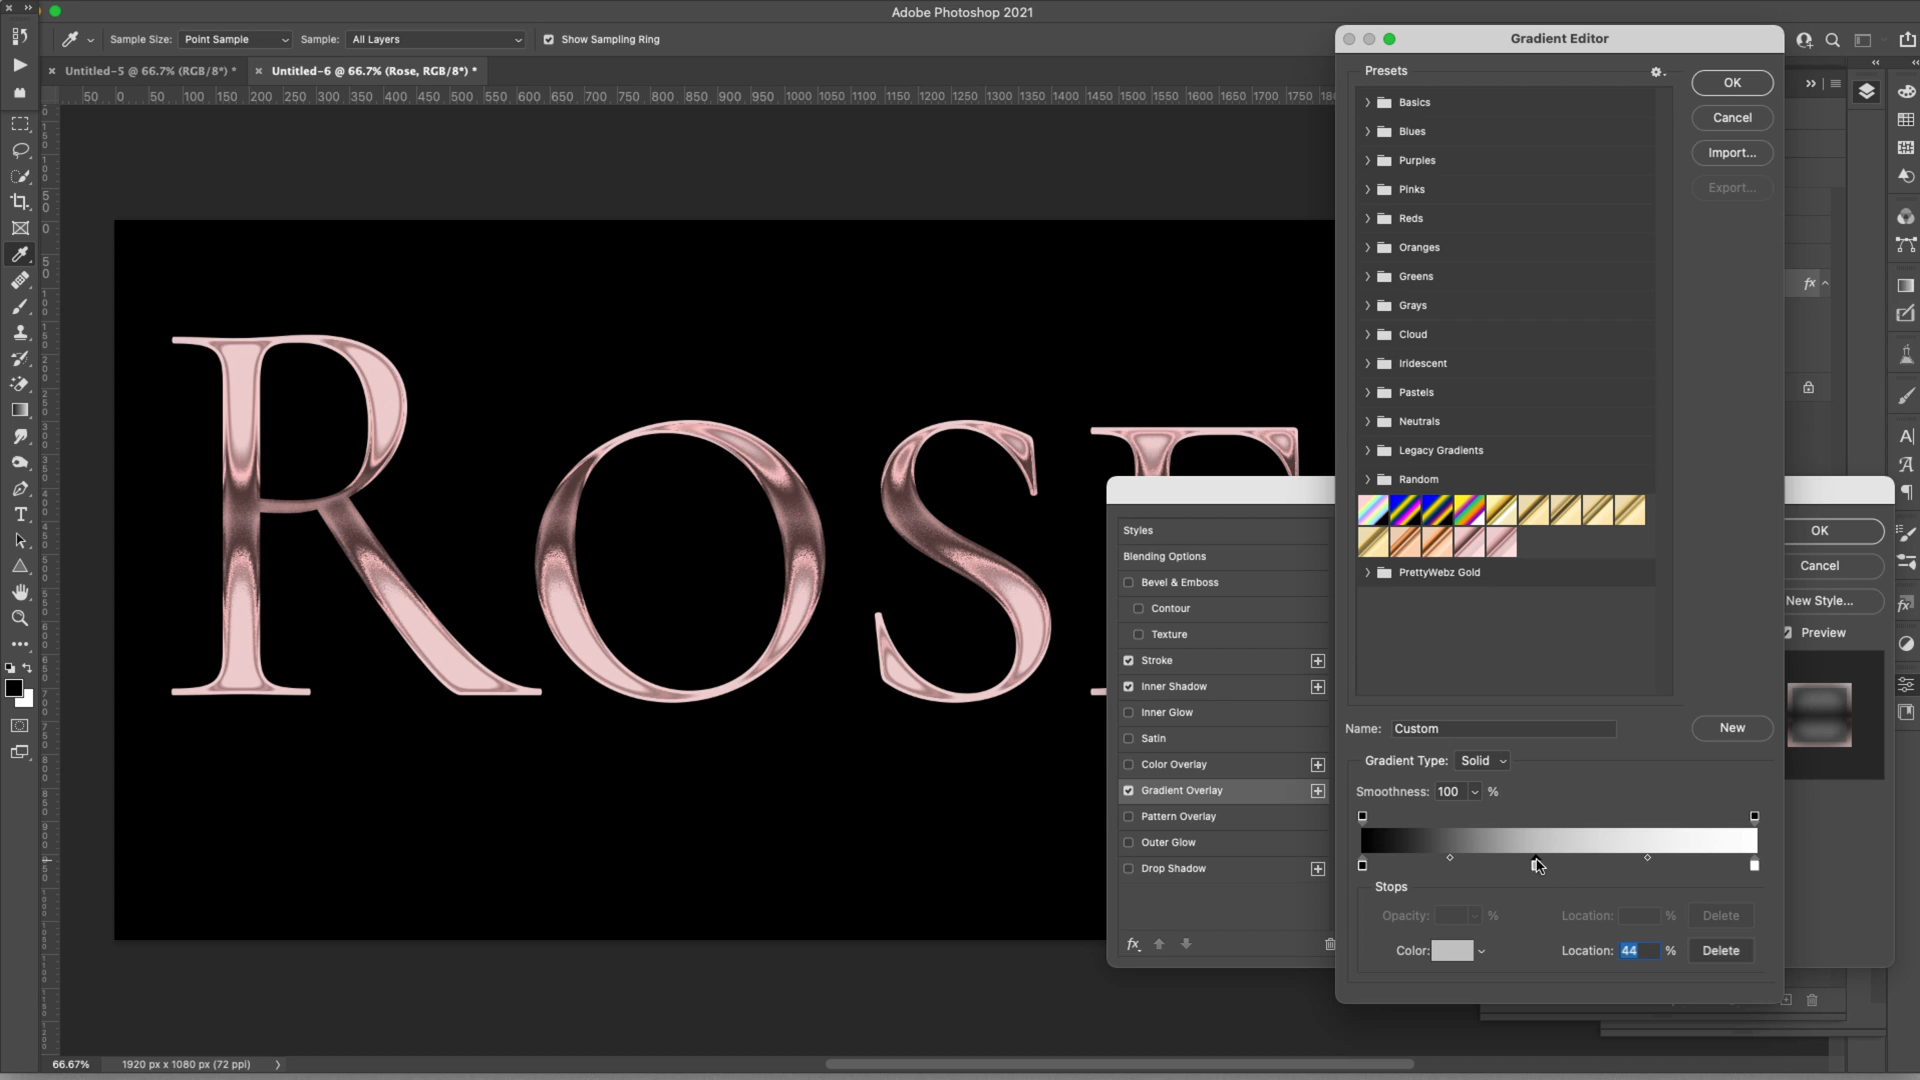 Adobe Photoshop 2021
Sample Size: Point Sample Sample: All Layers Show Sampling Ring
Untitled-5 @ 66.7% (RGB/8*) * Untitled-6 @ 66.7% (Rose, RGB/8*) *
50 0 50 100 150 200 250 300 350 400 450 500 550 600 650 700 750 800 850 900 950 1000 1050 1100 1150 1200 1250 1300 1350 1400 1450 1500 1550 1600 1650 1700 1750
ROSE
Gradient Editor
Presets
Basics
Blues
Purples
Pinks
Reds
Oranges
Greens
Grays
Cloud
Iridescent
Pastels
Neutrals
Legacy Gradients
Random
PrettyWebz Gold
OK
Cancel
Import...
Export...
Name: Custom
New
Gradient Type: Solid
Smoothness: 100 %
Stops
Opacity: % Location: % Delete
Color: Location: 44 % Delete
Styles
Blending Options
Bevel & Emboss
Contour
Texture
Stroke
Inner Shadow
Inner Glow
Satin
Color Overlay
Gradient Overlay
Pattern Overlay
Outer Glow
Drop Shadow
fx
OK
Cancel
New Style...
Preview
fx
66.67% 1920 px x 1080 px (72 ppi)